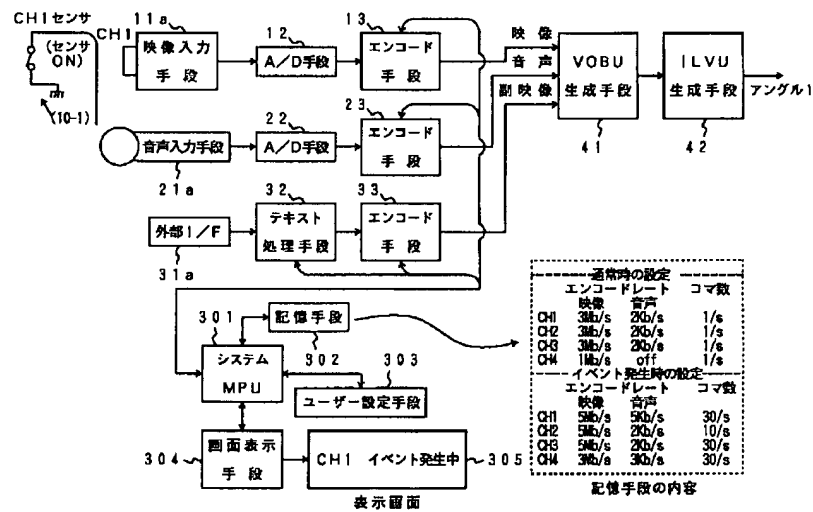 CH1センサ
(センサ
ON)
(10-1)
CH1
11a
映像入力
手段
12
A/D手段
13
エンコード
手段
映像
音声
副映像
VOBU
生成手段
41
ILVU
生成手段
42
アングル1
音声入力手段
21a
22
A/D手段
23
エンコード
手段
外部I/F
31a
32
テキスト
処理手段
33
エンコード
手段
301
システム
MPU
記憶手段
302
303
ユーザー設定手段
304
画面表示
手段
CH1 イベント発生中
305
表示画面
通常時の設定
エンコードレート コマ数
映像 音声
CH1 3Mb/s 2Kb/s 1/s
CH2 3Mb/s 2Kb/s 1/s
CH3 3Mb/s 2Kb/s 1/s
CH4 1Mb/s off 1/s
イベント発生時の設定
エンコードレート コマ数
映像 音声
CH1 5Mb/s 5Kb/s 30/s
CH2 5Mb/s 2Kb/s 10/s
CH3 5Mb/s 2Kb/s 30/s
CH4 3Mb/s 3Kb/s 30/s
記憶手段の内容